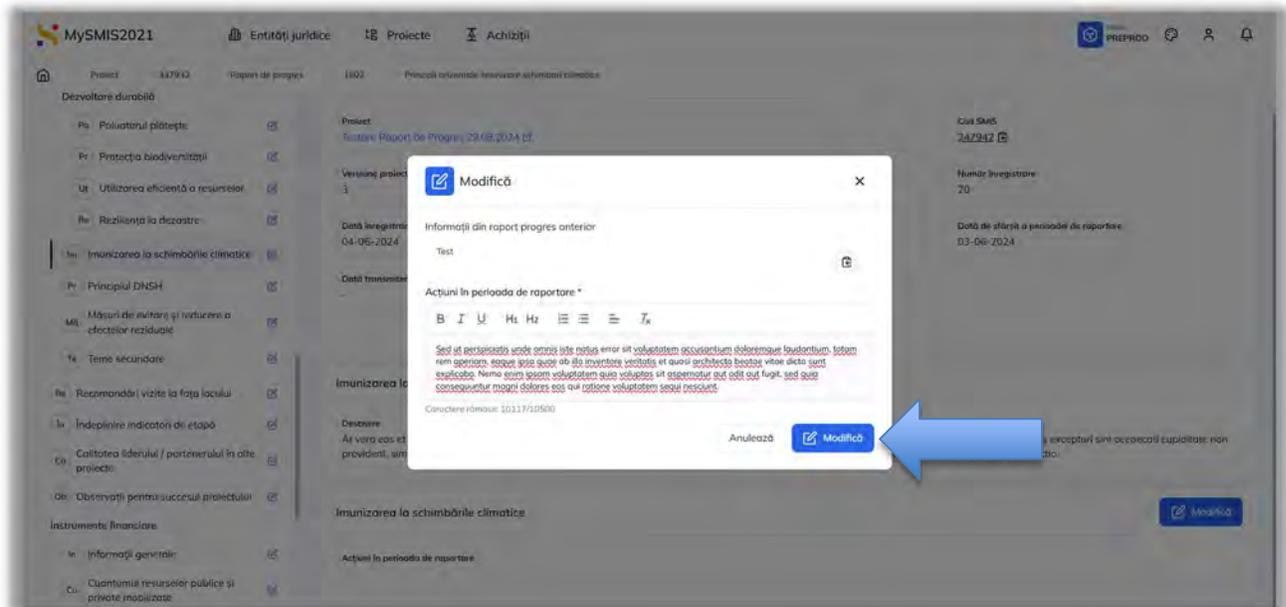 MySMIS2021
Entități juridice
Proiecte
Achiziții
PREPROD
Proiect
Raport de progres
1602
Dezvoltare durabilă
Po Poluatorul plătește
Pr Protecția biodiversității
Ut Utilizarea eficientă a resurselor
Re Reziliența la dezastre
Im Imunizarea la schimbările climatice
Pr Principiul DNSH
Mă Măsuri de evitare și reducere a
efectelor reziduale
Te Teme secundare
Re Recomandări vizite la fața locului
În Îndeplinire indicatori de etapă
Ca Calitatea liderului / partenerului în alte
proiecte
Ob Observații pentru succesul proiectului
Instrumente financiare
In Informații generale
Cu Cuantumul resurselor publice și
private mobilizate
Proiect
Testare Raport de Progres 29.08.2024
Versiune proiect
3
Dată înregistrare
04-06-2024
Dată transmiter
-
Cod SMIS
Număr înregistrare
20
Dată de sfârșit a perioadei de raportare
03-06-2024
Modifică
Informații din raport progres anterior
Test
Acțiuni în perioada de raportare *
B I U H1 H2
Sed ut perspiciatis unde omnis iste natus error sit voluptatem accusantium doloremque laudantium, totam
rem aperiam, eaque ipsa quae ab illo inventore veritatis et quasi architecto beatae vitae dicta sunt
explicabo. Nemo enim ipsam voluptatem quia voluptas sit aspernatur aut odit aut fugit, sed quia
consequuntur magni dolores eos qui ratione voluptatem sequi nesciunt.
Caractere rămase: 10117/10500
Anulează
Modifică
Imunizarea la
Descriere
At vero eos et
provident, sim
excepturi sint occaecati cupiditate non
Imunizarea la schimbările climatice
Modifică
Acțiuni în perioada de raportare